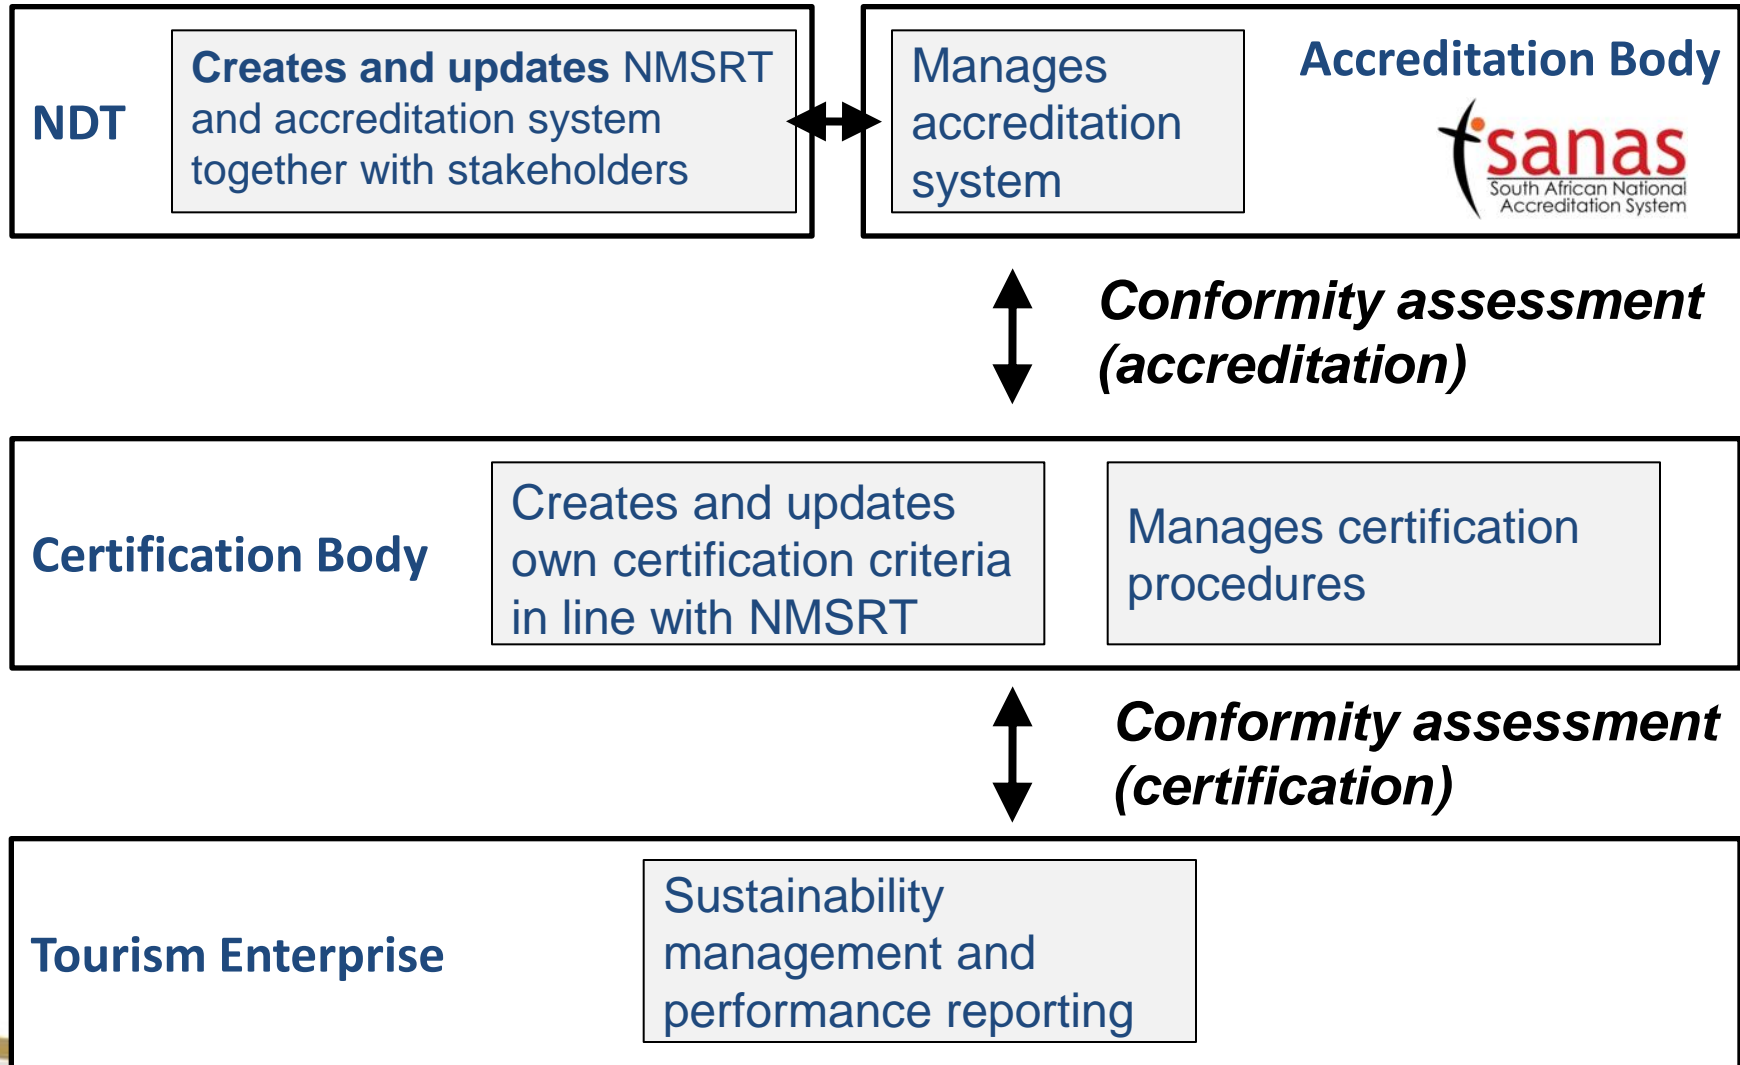 NDT
Creates and updates NMSRT
and accreditation system
together with stakeholders
Manages
accreditation
system
Accreditation Body
sanas
South African National
Accreditation System
Conformity assessment
(accreditation)
Certification Body
Creates and updates
own certification criteria
in line with NMSRT
Manages certification
procedures
Conformity assessment
(certification)
Tourism Enterprise
Sustainability
management and
performance reporting